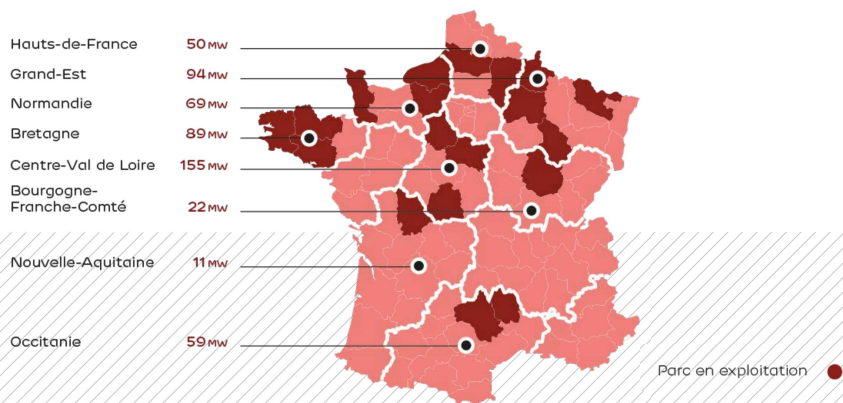 Hauts-de-France 50 MW
Grand-Est 94 MW
Normandie 69 MW
Bretagne 89 MW
Centre-Val de Loire 155 MW
Bourgogne-
Franche-Comté 22 MW
Nouvelle-Aquitaine 11 MW
Occitanie 59 MW
Parc en exploitation